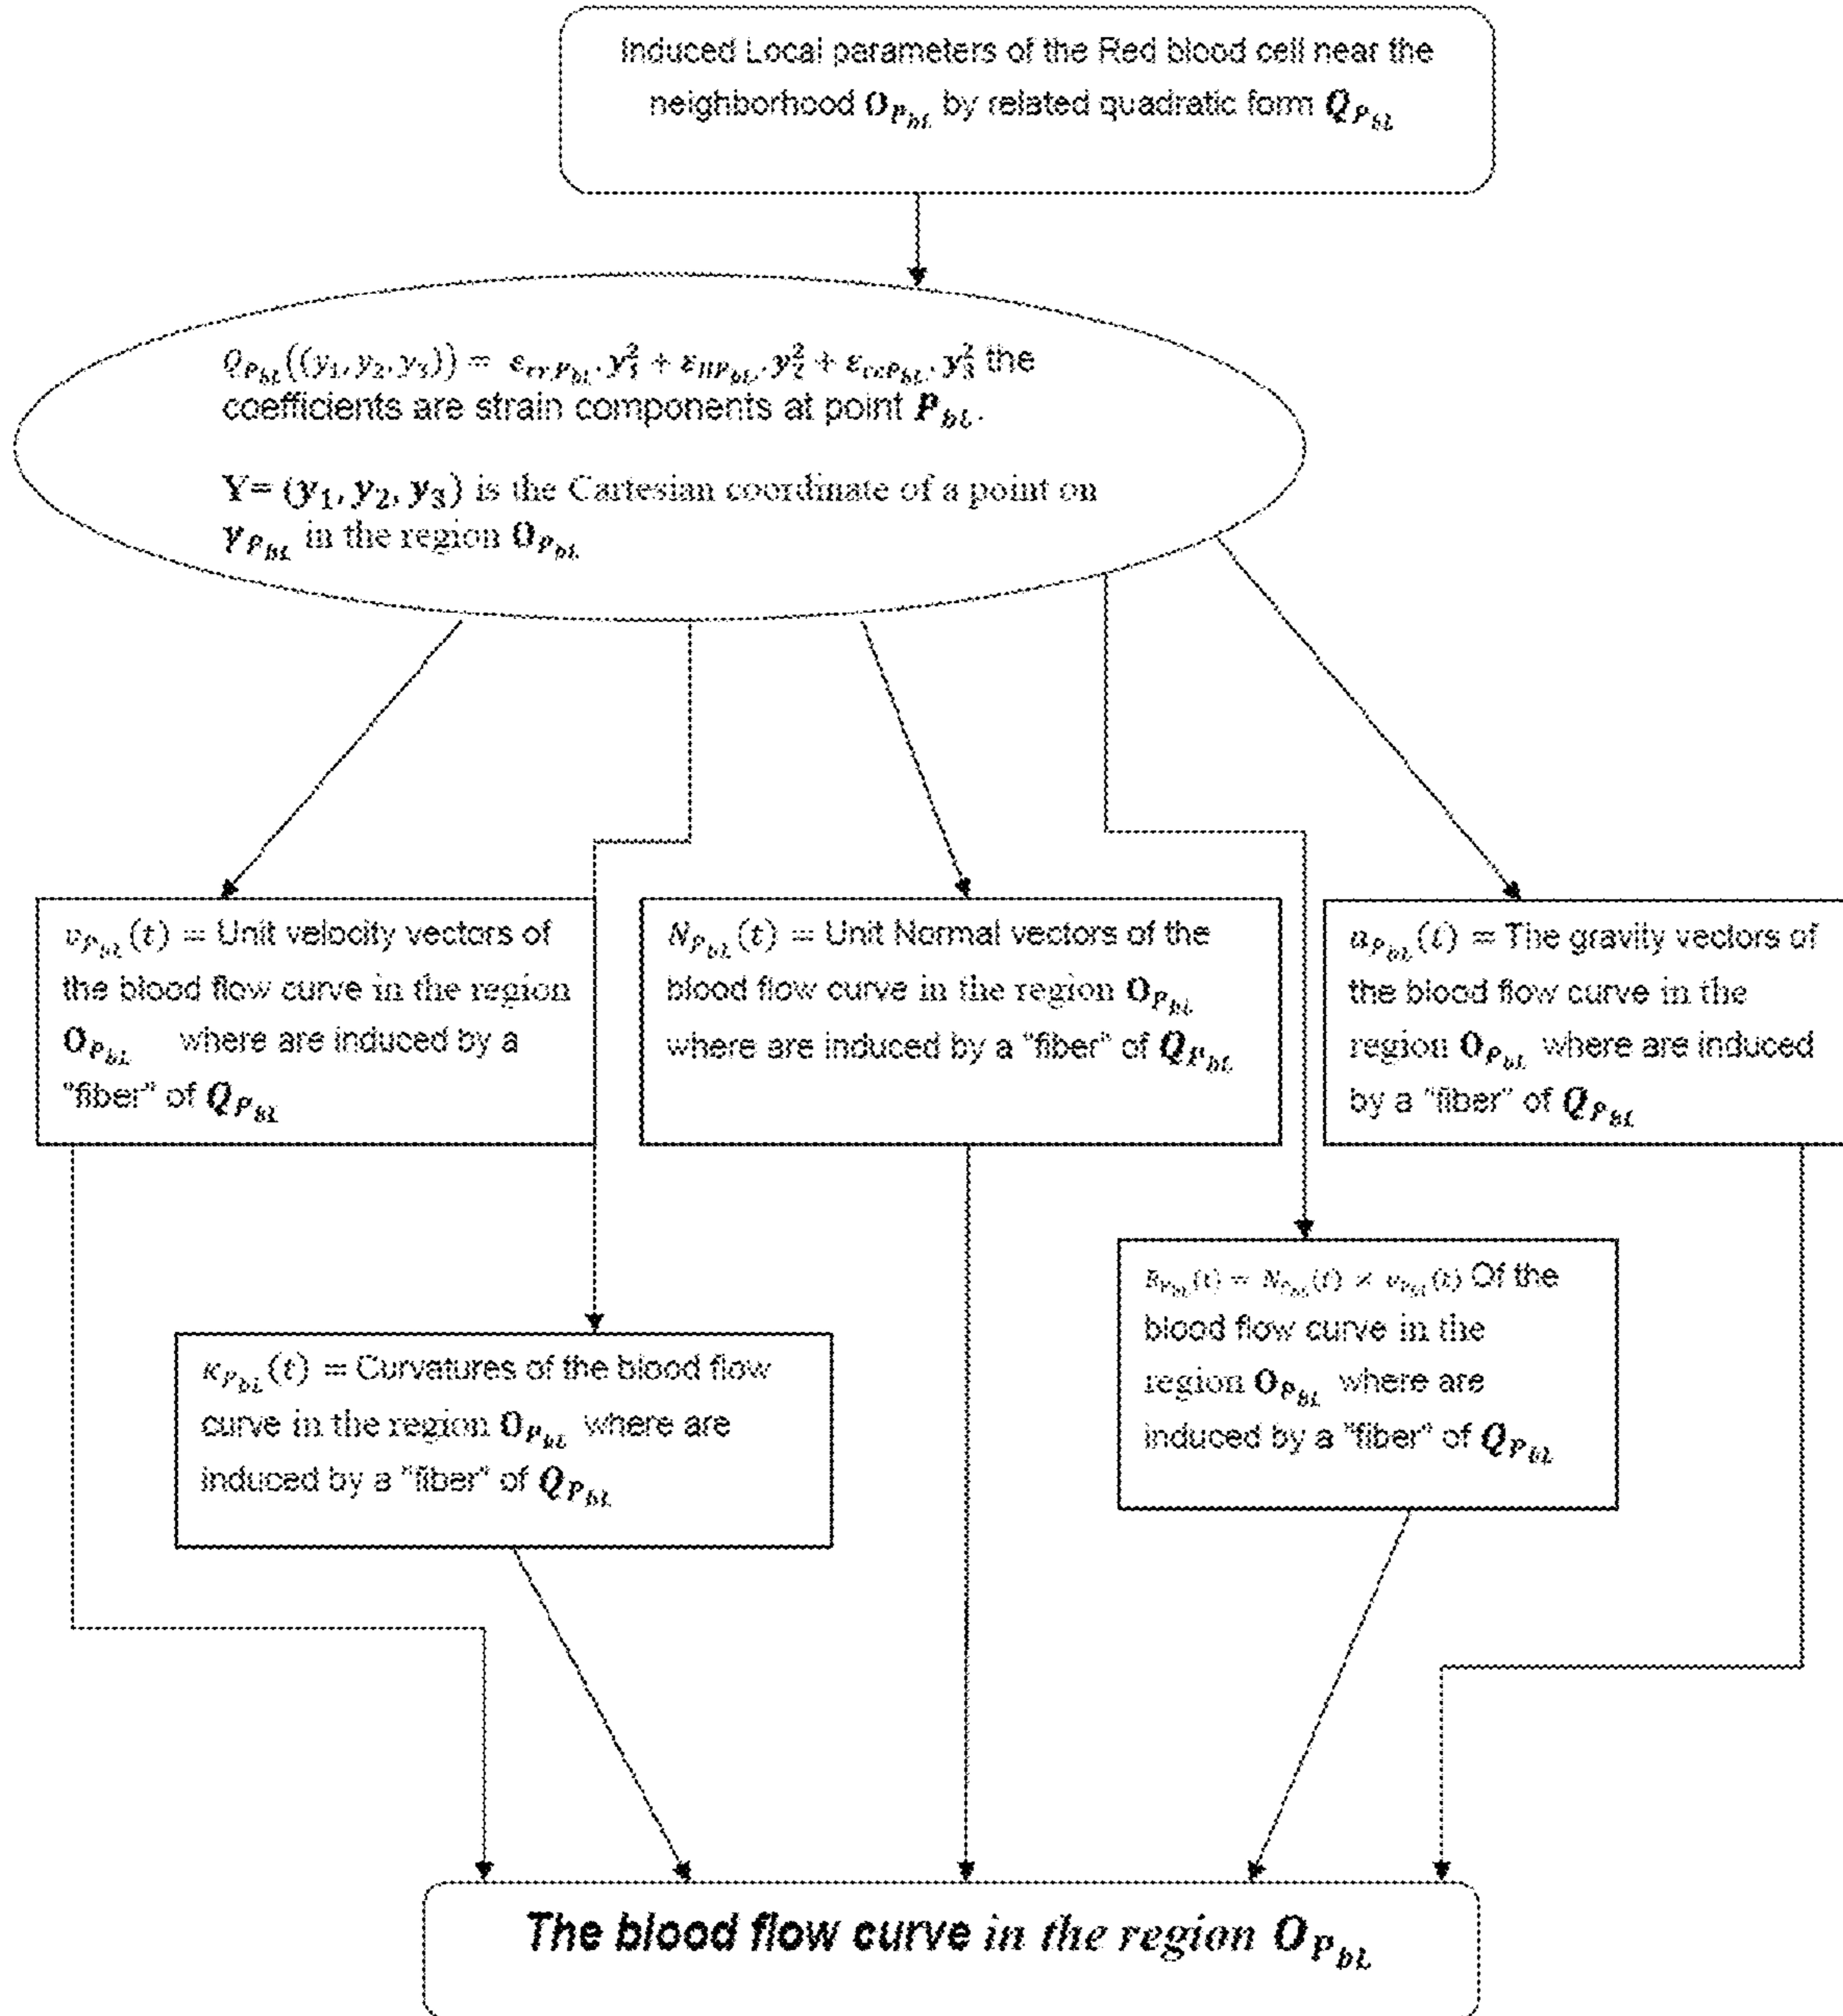 Induced Local parameters of the Red blood cell near the
neighborhood O_{P_{bL}} by related quadratic form Q_{P_{bL}}
Q_{P_{bL}}((y_1, y_2, y_3)) = ε_{rr,P_{bL}}.y_1^2 + ε_{llP_{bL}}.y_2^2 + ε_{ccP_{bL}}.y_3^2 the
coefficients are strain components at point P_{bL}.
Y= (y_1, y_2, y_3) is the Cartesian coordinate of a point on
γ_{P_{bL}} in the region O_{P_{bL}}
v_{P_{bL}}(t) = Unit velocity vectors of
the blood flow curve in the region
O_{P_{bL}} where are induced by a
"fiber" of Q_{P_{bL}}
N_{P_{bL}}(t) = Unit Normal vectors of the
blood flow curve in the region O_{P_{bL}}
where are induced by a "fiber" of Q_{P_{bL}}
a_{P_{bL}}(t) = The gravity vectors of
the blood flow curve in the
region O_{P_{bL}} where are induced
by a "fiber" of Q_{P_{bL}}
κ_{P_{bL}}(t) = Curvatures of the blood flow
curve in the region O_{P_{bL}} where are
induced by a "fiber" of Q_{P_{bL}}
B_{P_{bL}}(t) = N_{P_{bL}}(t) × v_{P_{bL}}(t) Of the
blood flow curve in the
region O_{P_{bL}} where are
induced by a "fiber" of Q_{P_{bL}}
The blood flow curve in the region O_{P_{bL}}